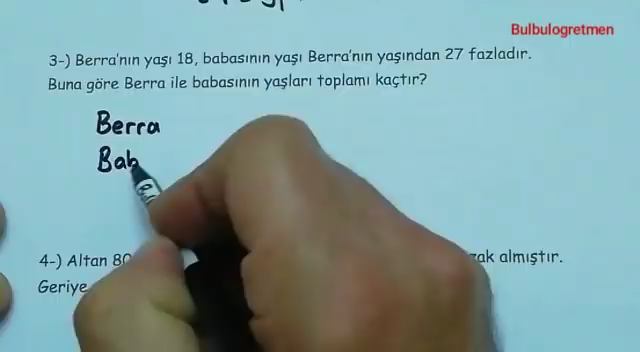 Bulbulogretmen
3-) Berra'nın yaşı 18, babasının yaşı Berra'nın yaşından 27 fazladır.
Buna göre Berra ile babasının yaşları toplamı kaçtır?
Berra
Bab
4-) Altan 80 almıştır.
Geriye